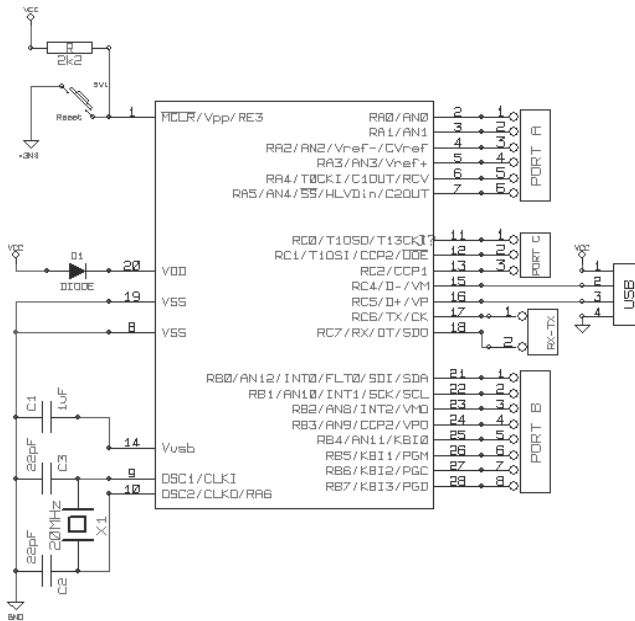 VCC
R
2k2
SW1
Reset
1
MCLR/Vpp/RE3
RA0/AN0 2 1
RA1/AN1 3 2
RA2/AN2/Vref-/CVref 4 3
RA3/AN3/Vref+ 5 4
RA4/T0CKI/C1OUT/RCV 6 5
RA5/AN4/SS/HLVDin/C2OUT 7 6
PORT A
RC0/T1OSO/T13CKI? 11 1
RC1/T1OSI/CCP2/UOE 12 2
RC2/CCP1 13 3
PORT C
RC4/D-/VM 15
RC5/D+/VP 16
RC6/TX/CK 17 1
RC7/RX/DT/SDO 18 2
RX-TX
VCC
1
2
3
4
USB
VCC
D1
DIODE
20 VDD
19 VSS
8 VSS
RB0/AN12/INT0/FLT0/SDI/SDA 21 1
RB1/AN10/INT1/SCK/SCL 22 2
RB2/AN8/INT2/VMO 23 3
RB3/AN9/CCP2/VPO 24 4
RB4/AN11/KBI0 25 5
RB5/KBI1/PGM 26 6
RB6/KBI2/PGC 27 7
RB7/KBI3/PGD 28 8
PORT B
C1
1uF
14 Vusb
22pF
C3
9 OSC1/CLKI
10 OSC2/CLKO/RA6
20MHz
X1
22pF
C2
GND